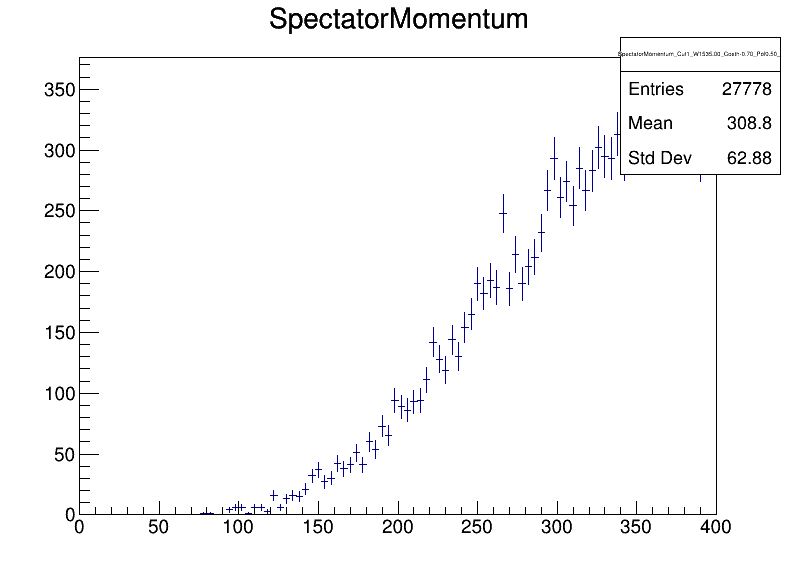 SpectatorMomentum
SpectatorMomentum_Cut1_W1535.00_Costh-0.70_Pol0.50_
Entries 27778
Mean 308.8
Std Dev 62.88
350
300
250
200
150
100
50
0
0 50 100 150 200 250 300 350 400